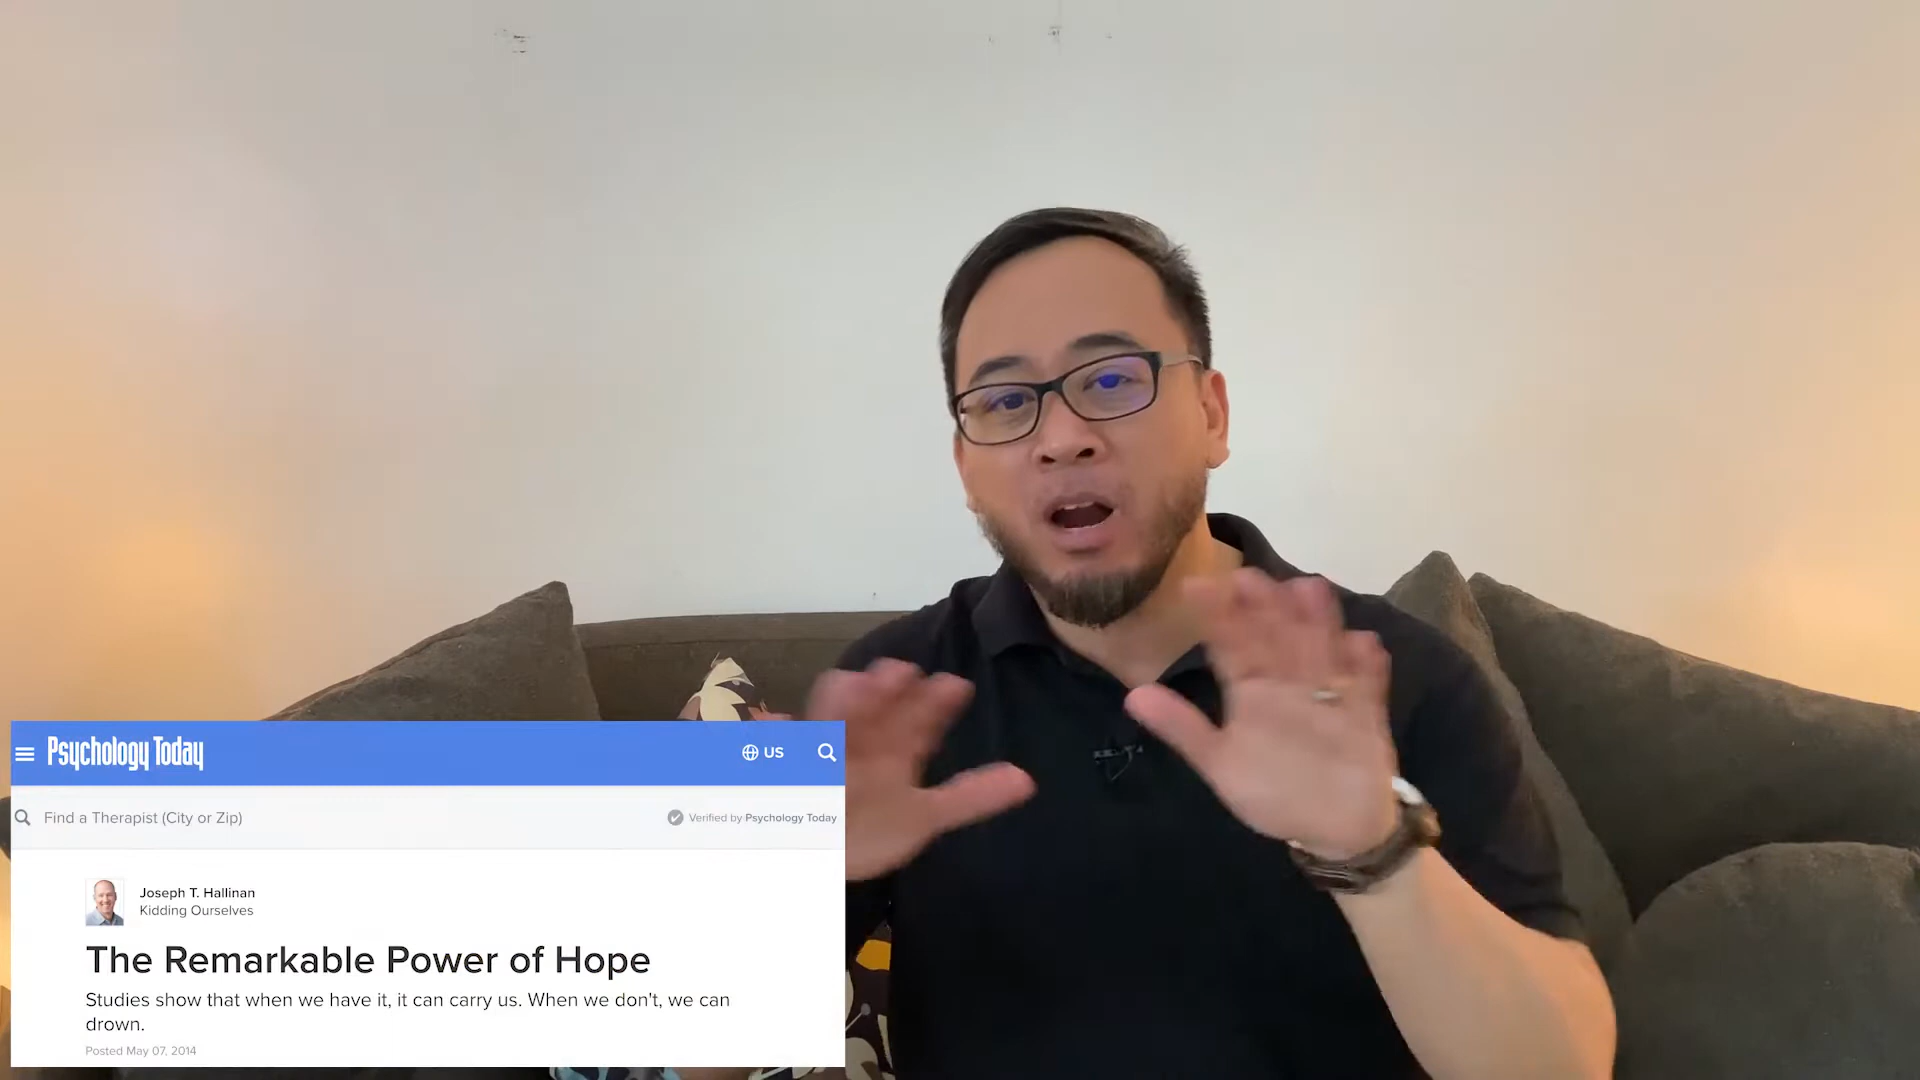 Psychology Today
US
Find a Therapist (City or Zip)
Verified by Psychology Today
Joseph T. Hallinan
Kidding Ourselves
The Remarkable Power of Hope
Studies show that when we have it, it can carry us. When we don't, we can
drown.
Posted May 07, 2014